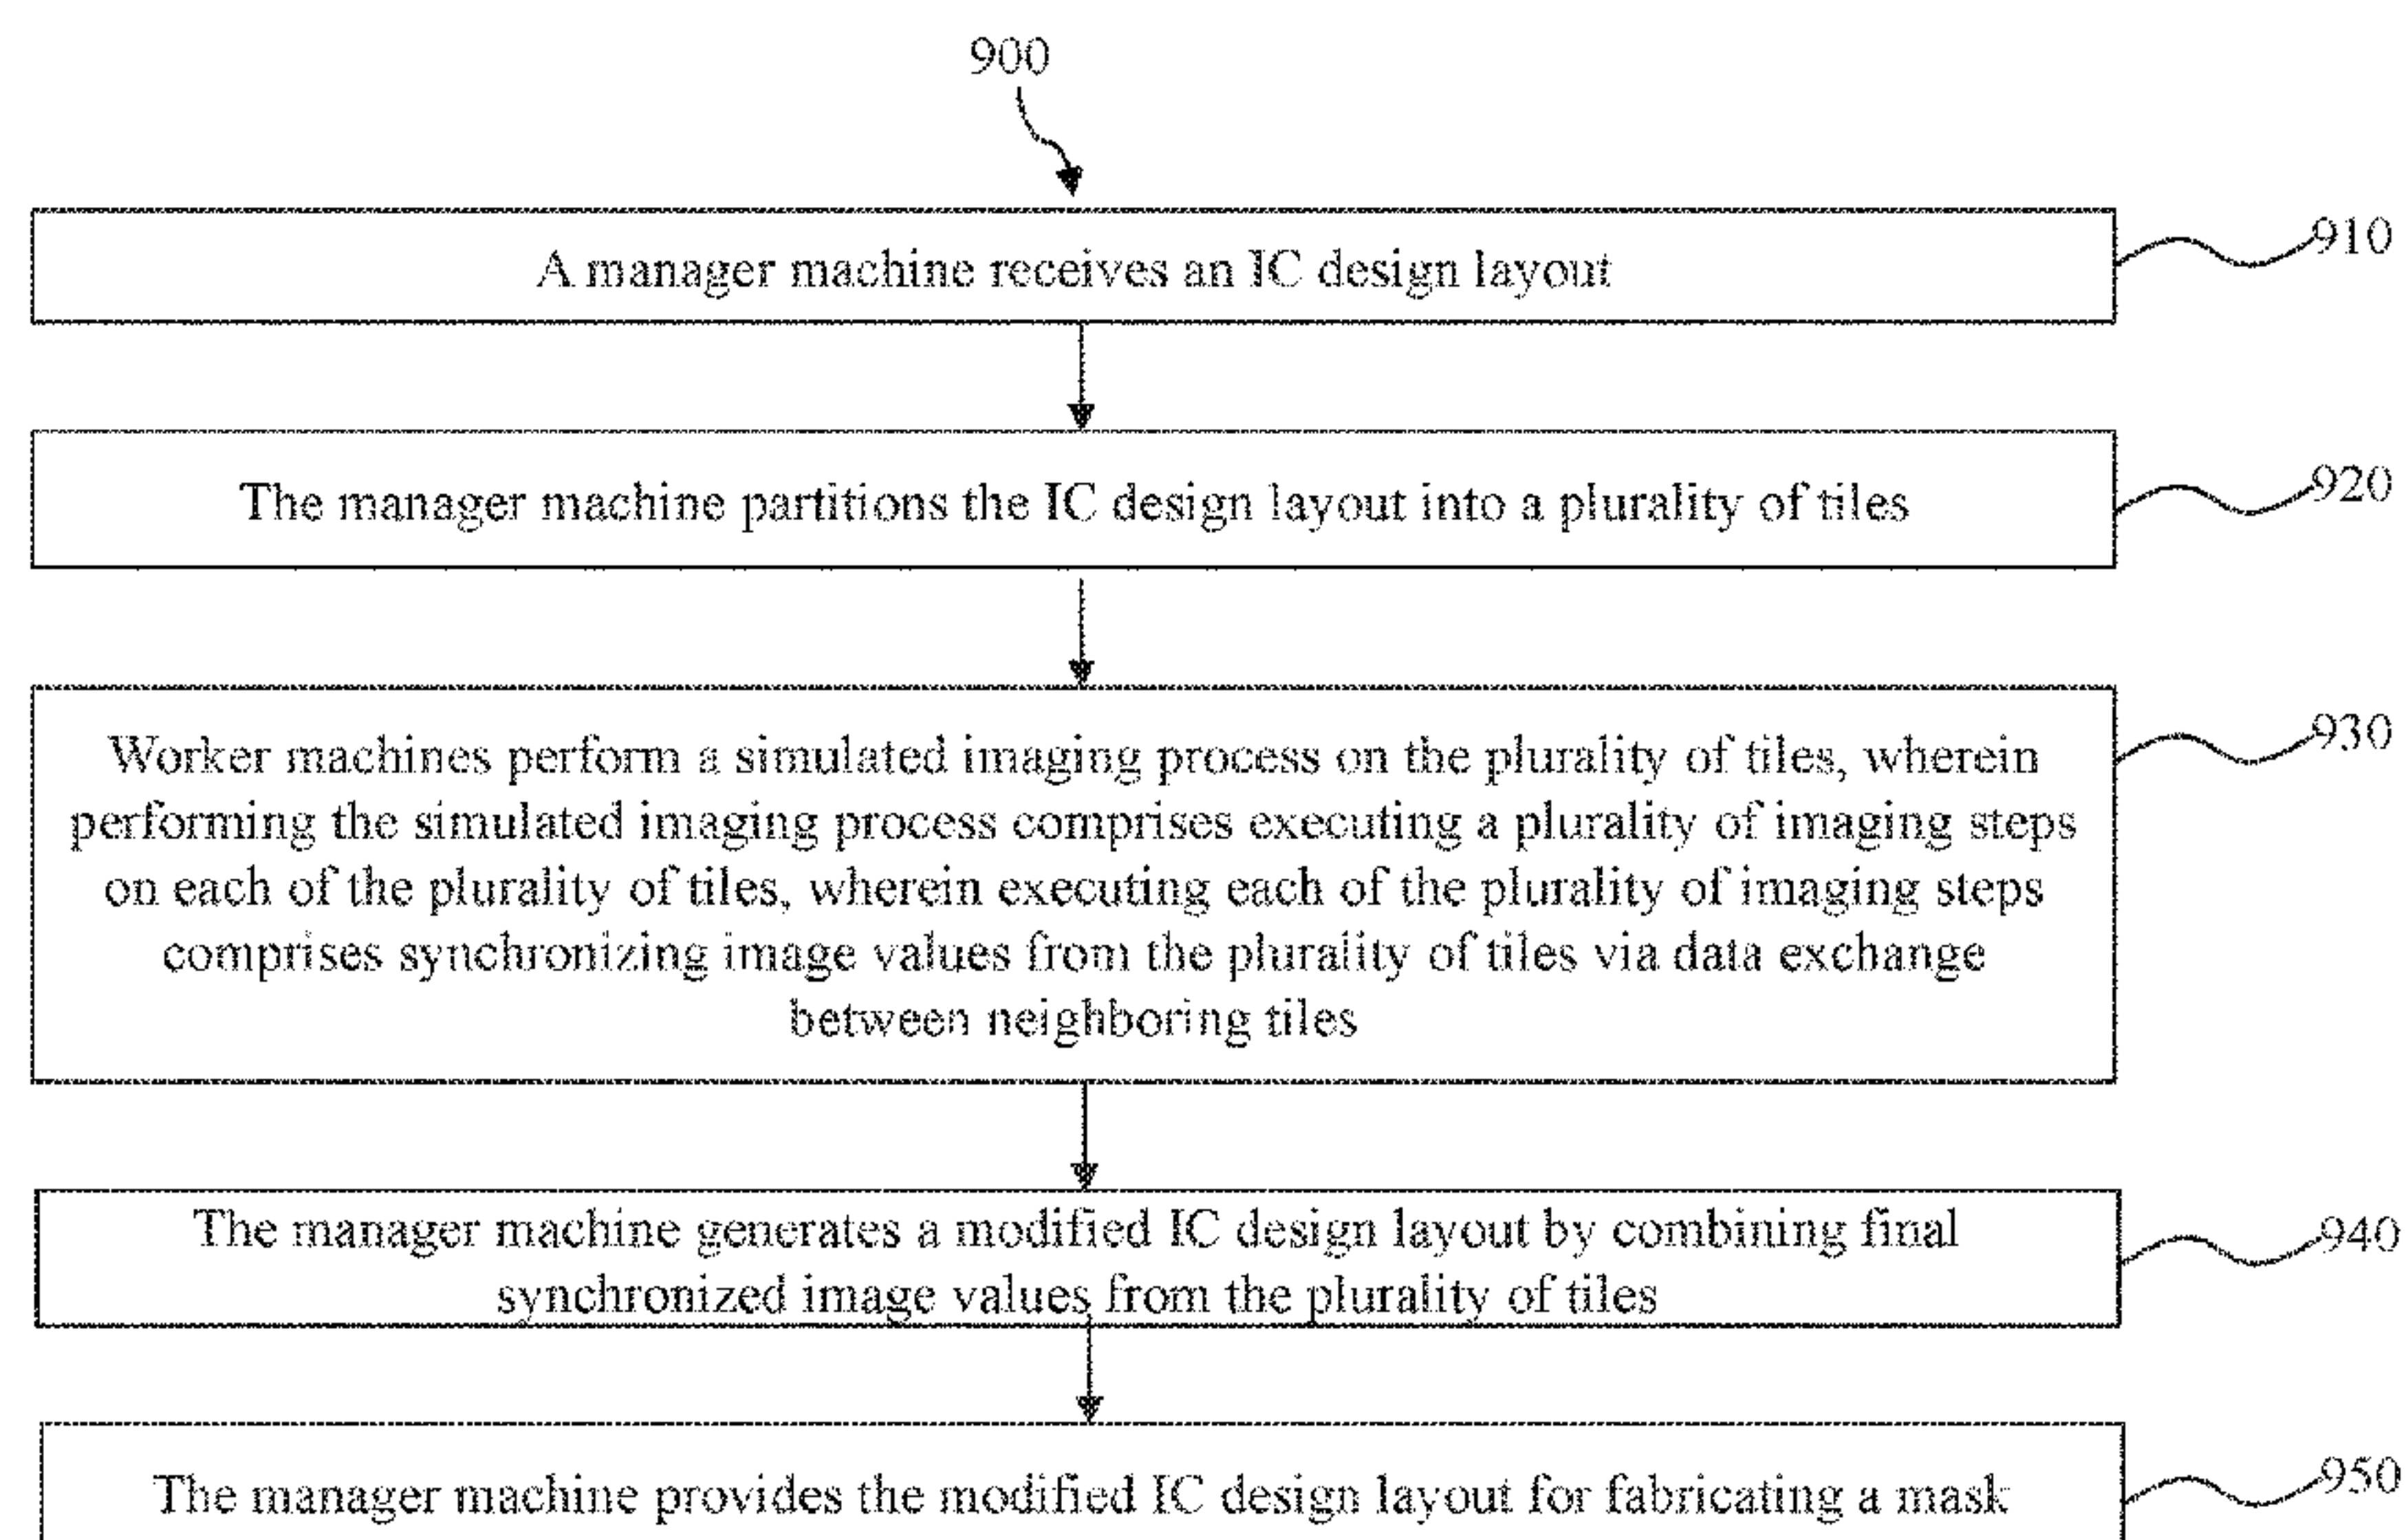 900
A manager machine receives an IC design layout
910
The manager machine partitions the IC design layout into a plurality of tiles
920
Worker machines perform a simulated imaging process on the plurality of tiles, wherein
performing the simulated imaging process comprises executing a plurality of imaging steps
on each of the plurality of tiles, wherein executing each of the plurality of imaging steps
comprises synchronizing image values from the plurality of tiles via data exchange
between neighboring tiles
930
The manager machine generates a modified IC design layout by combining final
synchronized image values from the plurality of tiles
940
The manager machine provides the modified IC design layout for fabricating a mask
950